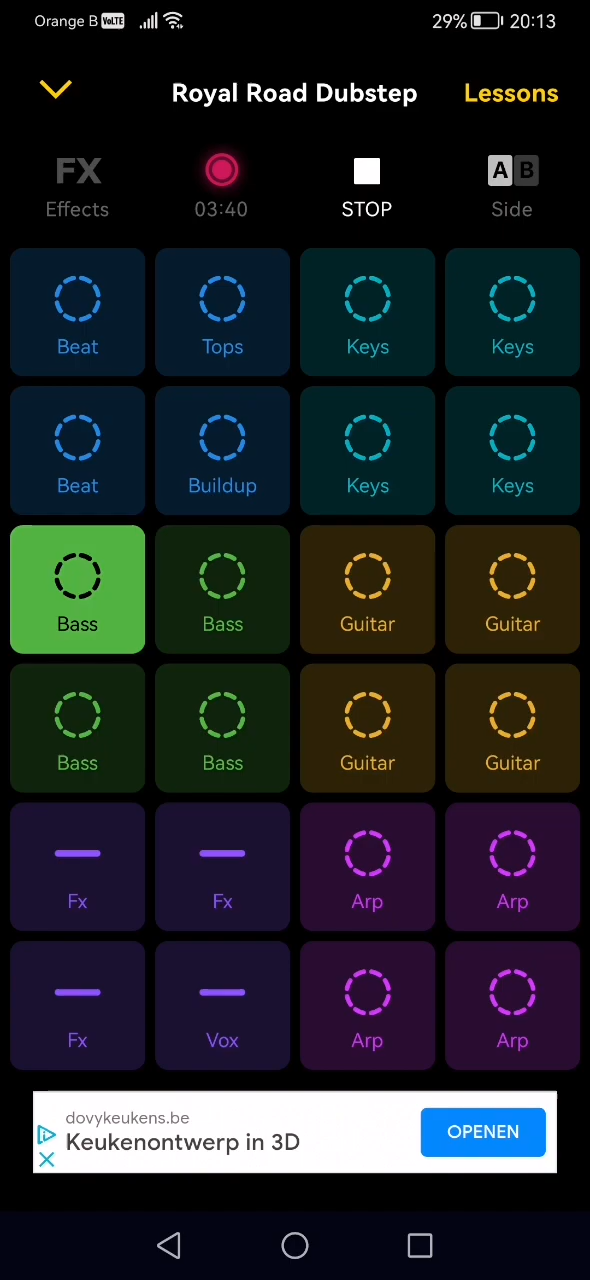 Orange B VoLTE 29% 20:13
Royal Road Dubstep Lessons
FX A B
Effects 03:40 STOP Side
Beat Tops Keys Keys
Beat Buildup Keys Keys
Bass Bass Guitar Guitar
Bass Bass Guitar Guitar
Fx Fx Arp Arp
Fx Vox Arp Arp
dovykeukens.be
Keukenontwerp in 3D OPENEN